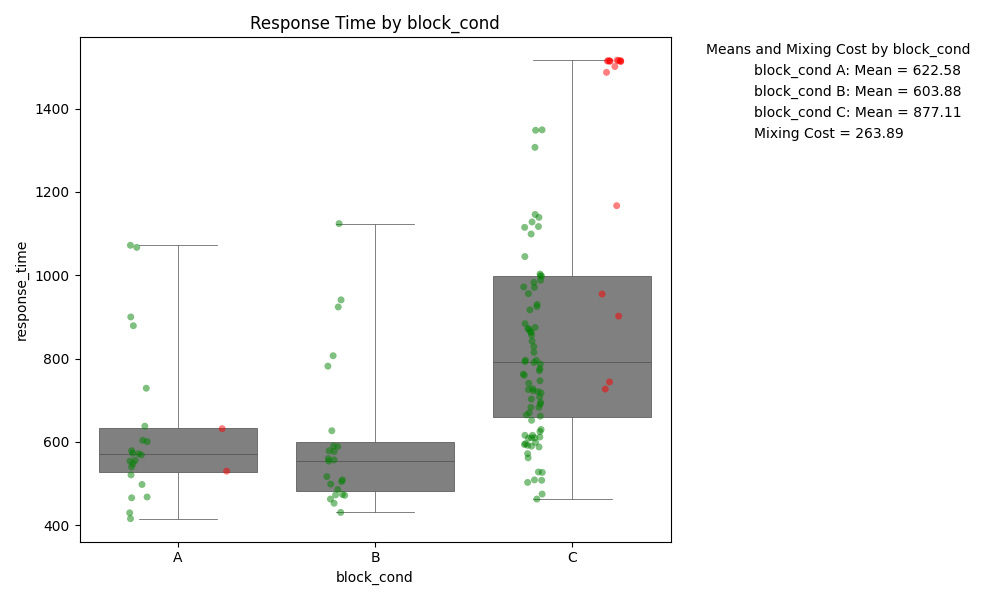 Response Time by block_cond
Means and Mixing Cost by block_cond
block_cond A: Mean = 622.58
block_cond B: Mean = 603.88
block_cond C: Mean = 877.11
Mixing Cost = 263.89
response_time
1400
1200
1000
800
600
400
A
B
C
block_cond